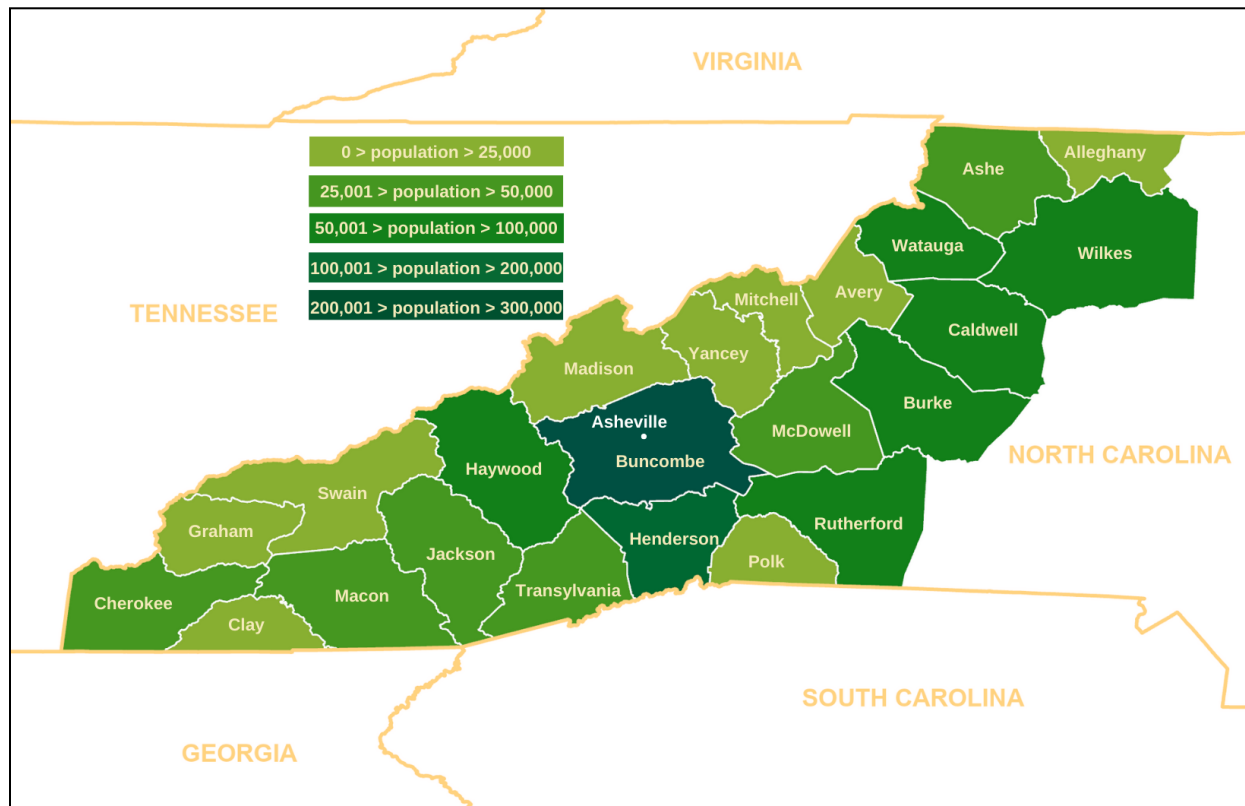 VIRGINIA
0 > population > 25,000
25,001 > population > 50,000
50,001 > population > 100,000
100,001 > population > 200,000
200,001 > population > 300,000
TENNESSEE
Alleghany
Ashe
Watauga
Wilkes
Mitchell
Avery
Caldwell
Yancey
Madison
Burke
Asheville
McDowell
NORTH CAROLINA
Buncombe
Haywood
Swain
Rutherford
Graham
Henderson
Jackson
Polk
Transylvania
Macon
Cherokee
Clay
SOUTH CAROLINA
GEORGIA